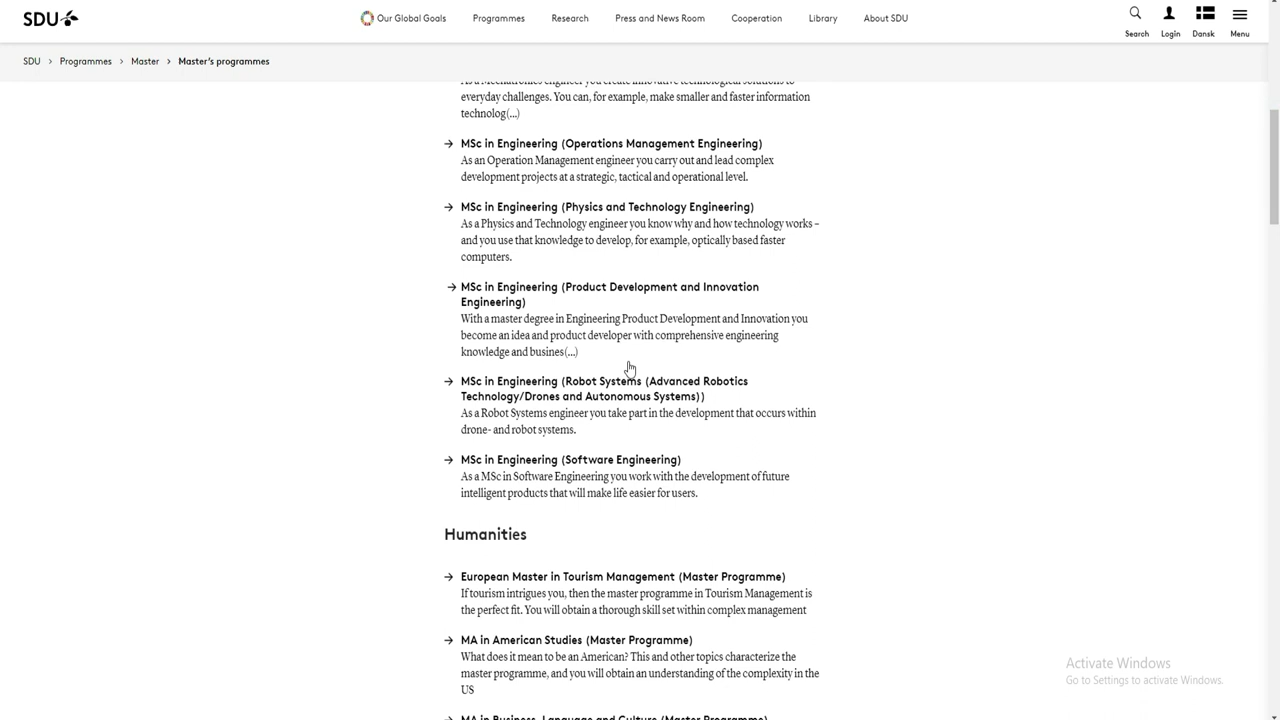 SDU
Our Global Goals
Programmes
Research
Press and News Room
Cooperation
Library
About SDU
Search
Login
Dansk
Menu
SDU > Programmes > Master > Master's programmes
As a Mechatronics engineer you create innovative technological solutions to
everyday challenges. You can, for example, make smaller and faster information
technolog(...)
→ MSc in Engineering (Operations Management Engineering)
As an Operation Management engineer you carry out and lead complex
development projects at a strategic, tactical and operational level.
→ MSc in Engineering (Physics and Technology Engineering)
As a Physics and Technology engineer you know why and how technology works –
and you use that knowledge to develop, for example, optically based faster
computers.
→ MSc in Engineering (Product Development and Innovation
Engineering)
With a master degree in Engineering Product Development and Innovation you
become an idea and product developer with comprehensive engineering
knowledge and busines(...)
→ MSc in Engineering (Robot Systems (Advanced Robotics
Technology/Drones and Autonomous Systems))
As a Robot Systems engineer you take part in the development that occurs within
drone- and robot systems.
→ MSc in Engineering (Software Engineering)
As a MSc in Software Engineering you work with the development of future
intelligent products that will make life easier for users.
Humanities
→ European Master in Tourism Management (Master Programme)
If tourism intrigues you, then the master programme in Tourism Management is
the perfect fit. You will obtain a thorough skill set within complex management
→ MA in American Studies (Master Programme)
What does it mean to be an American? This and other topics characterize the
master programme, and you will obtain an understanding of the complexity in the
US
MA in Business, Language and Culture (Master Programme)
Activate Windows
Go to Settings to activate Windows.